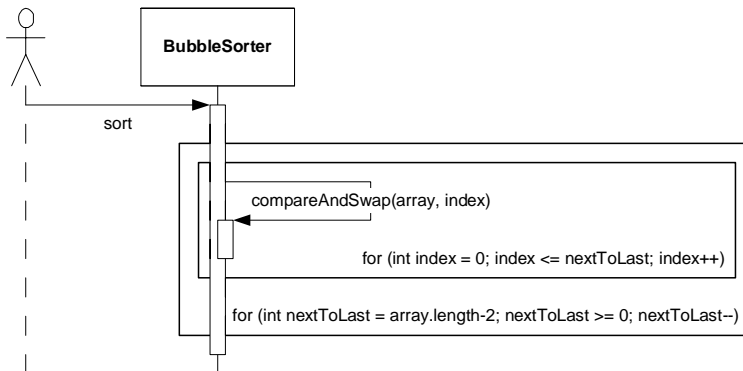 BubbleSorter
sort
compareAndSwap(array, index)
for (int index = 0; index <= nextToLast; index++)
for (int nextToLast = array.length-2; nextToLast >= 0; nextToLast--)